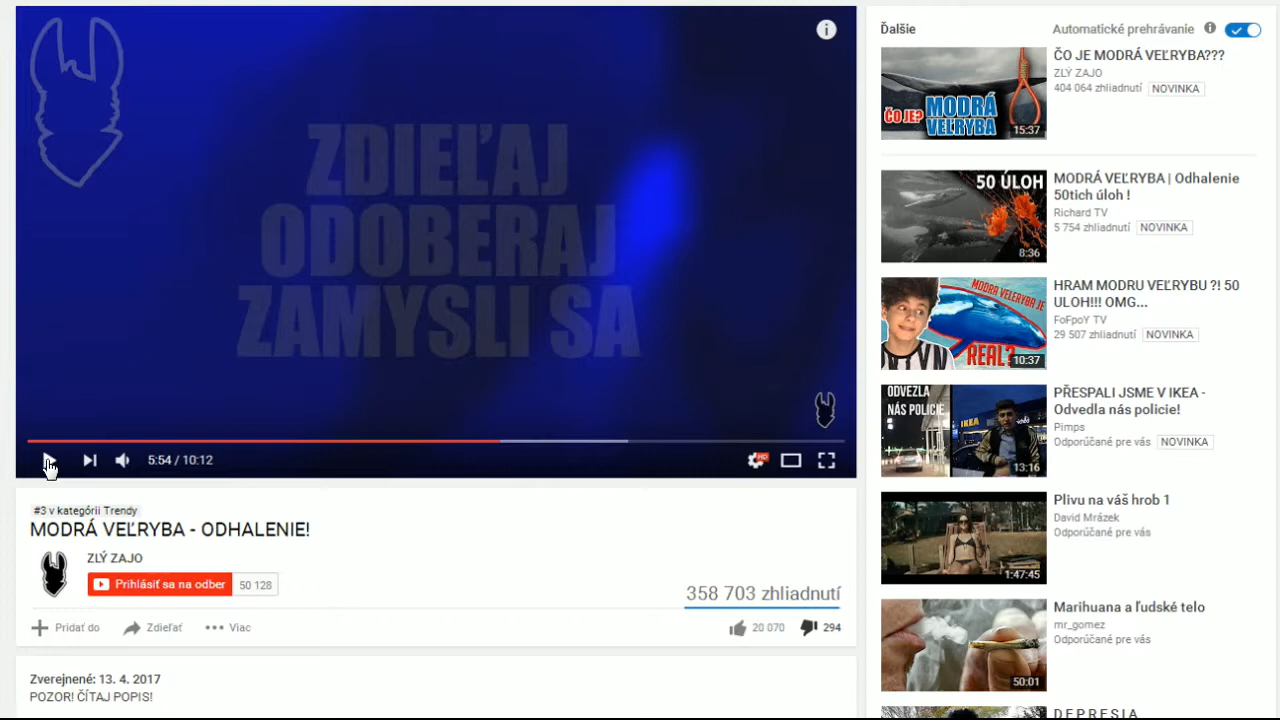 ZDIEĽAJ
ODOBERAJ
ZAMYSLI SA
5:54 / 10:12
HD
#3 v kategórii Trendy
MODRÁ VEĽRYBA - ODHALENIE!
ZLÝ ZAJO
Prihlásiť sa na odber
50 128
358 703 zhliadnutí
Pridať do
Zdieľať
Viac
20 070
294
Zverejnené: 13. 4. 2017
POZOR! ČÍTAJ POPIS!
Ďalšie
Automatické prehrávanie
ČO JE?
MODRÁ
VEĽRYBA
15:37
ČO JE MODRÁ VEĽRYBA???
ZLÝ ZAJO
404 064 zhliadnutí
NOVINKA
50 ÚLOH
8:36
MODRÁ VEĽRYBA | Odhalenie
50tich úloh !
Richard TV
5 754 zhliadnutí
NOVINKA
MODRÁ VELERYBA JE
REAL?
10:37
HRAM MODRU VEĽRYBU ?! 50
ULOH!!! OMG...
FoFpoY TV
29 507 zhliadnutí
NOVINKA
ODVEZLA
NÁS POLICIE
IKEA
13:16
PŘESPALI JSME V IKEA -
Odvedla nás policie!
Pimps
Odporúčané pre vás
NOVINKA
1:47:45
Plivu na váš hrob 1
David Mrázek
Odporúčané pre vás
50:01
Marihuana a ľudské telo
mr_gomez
Odporúčané pre vás
D E P R E S I A